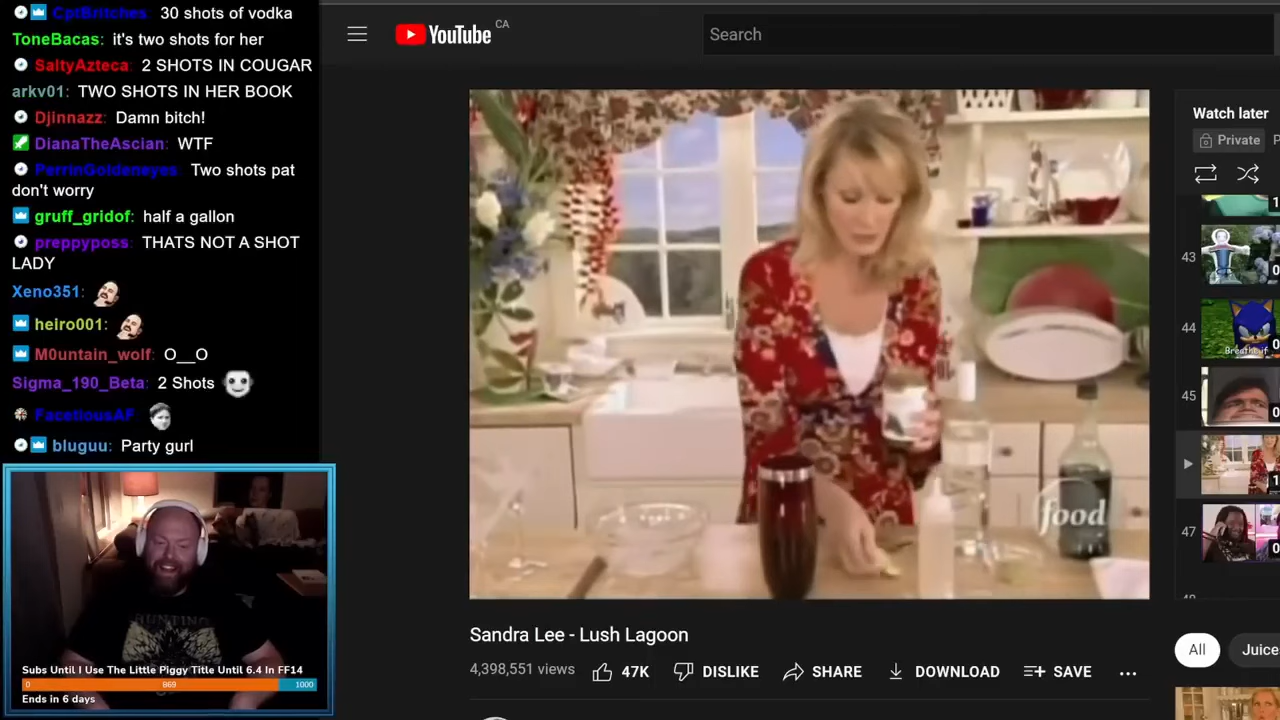 CptBritches: 30 shots of vodka
ToneBacas: it's two shots for her
SaltyAzteca: 2 SHOTS IN COUGAR
arkv01: TWO SHOTS IN HER BOOK
Djinnazz: Damn bitch!
DianaTheAscian: WTF
PerrinGoldeneyes: Two shots pat
don't worry
gruff_gridof: half a gallon
preppyposs: THATS NOT A SHOT
LADY
Xeno351:
heiro001:
M0untain_wolf: O__O
Sigma_190_Beta: 2 Shots
FacetiousAF:
bluguu: Party gurl
HUNTING
Subs Until I Use The Little Piggy Title Until 6.4 In FF14
0 869 1000
Ends in 6 days
YouTube CA
Search
food
Sandra Lee - Lush Lagoon
4,398,551 views 47K DISLIKE SHARE DOWNLOAD SAVE ...
Watch later
Private
43
44
Breathe if
45
47
All Juice